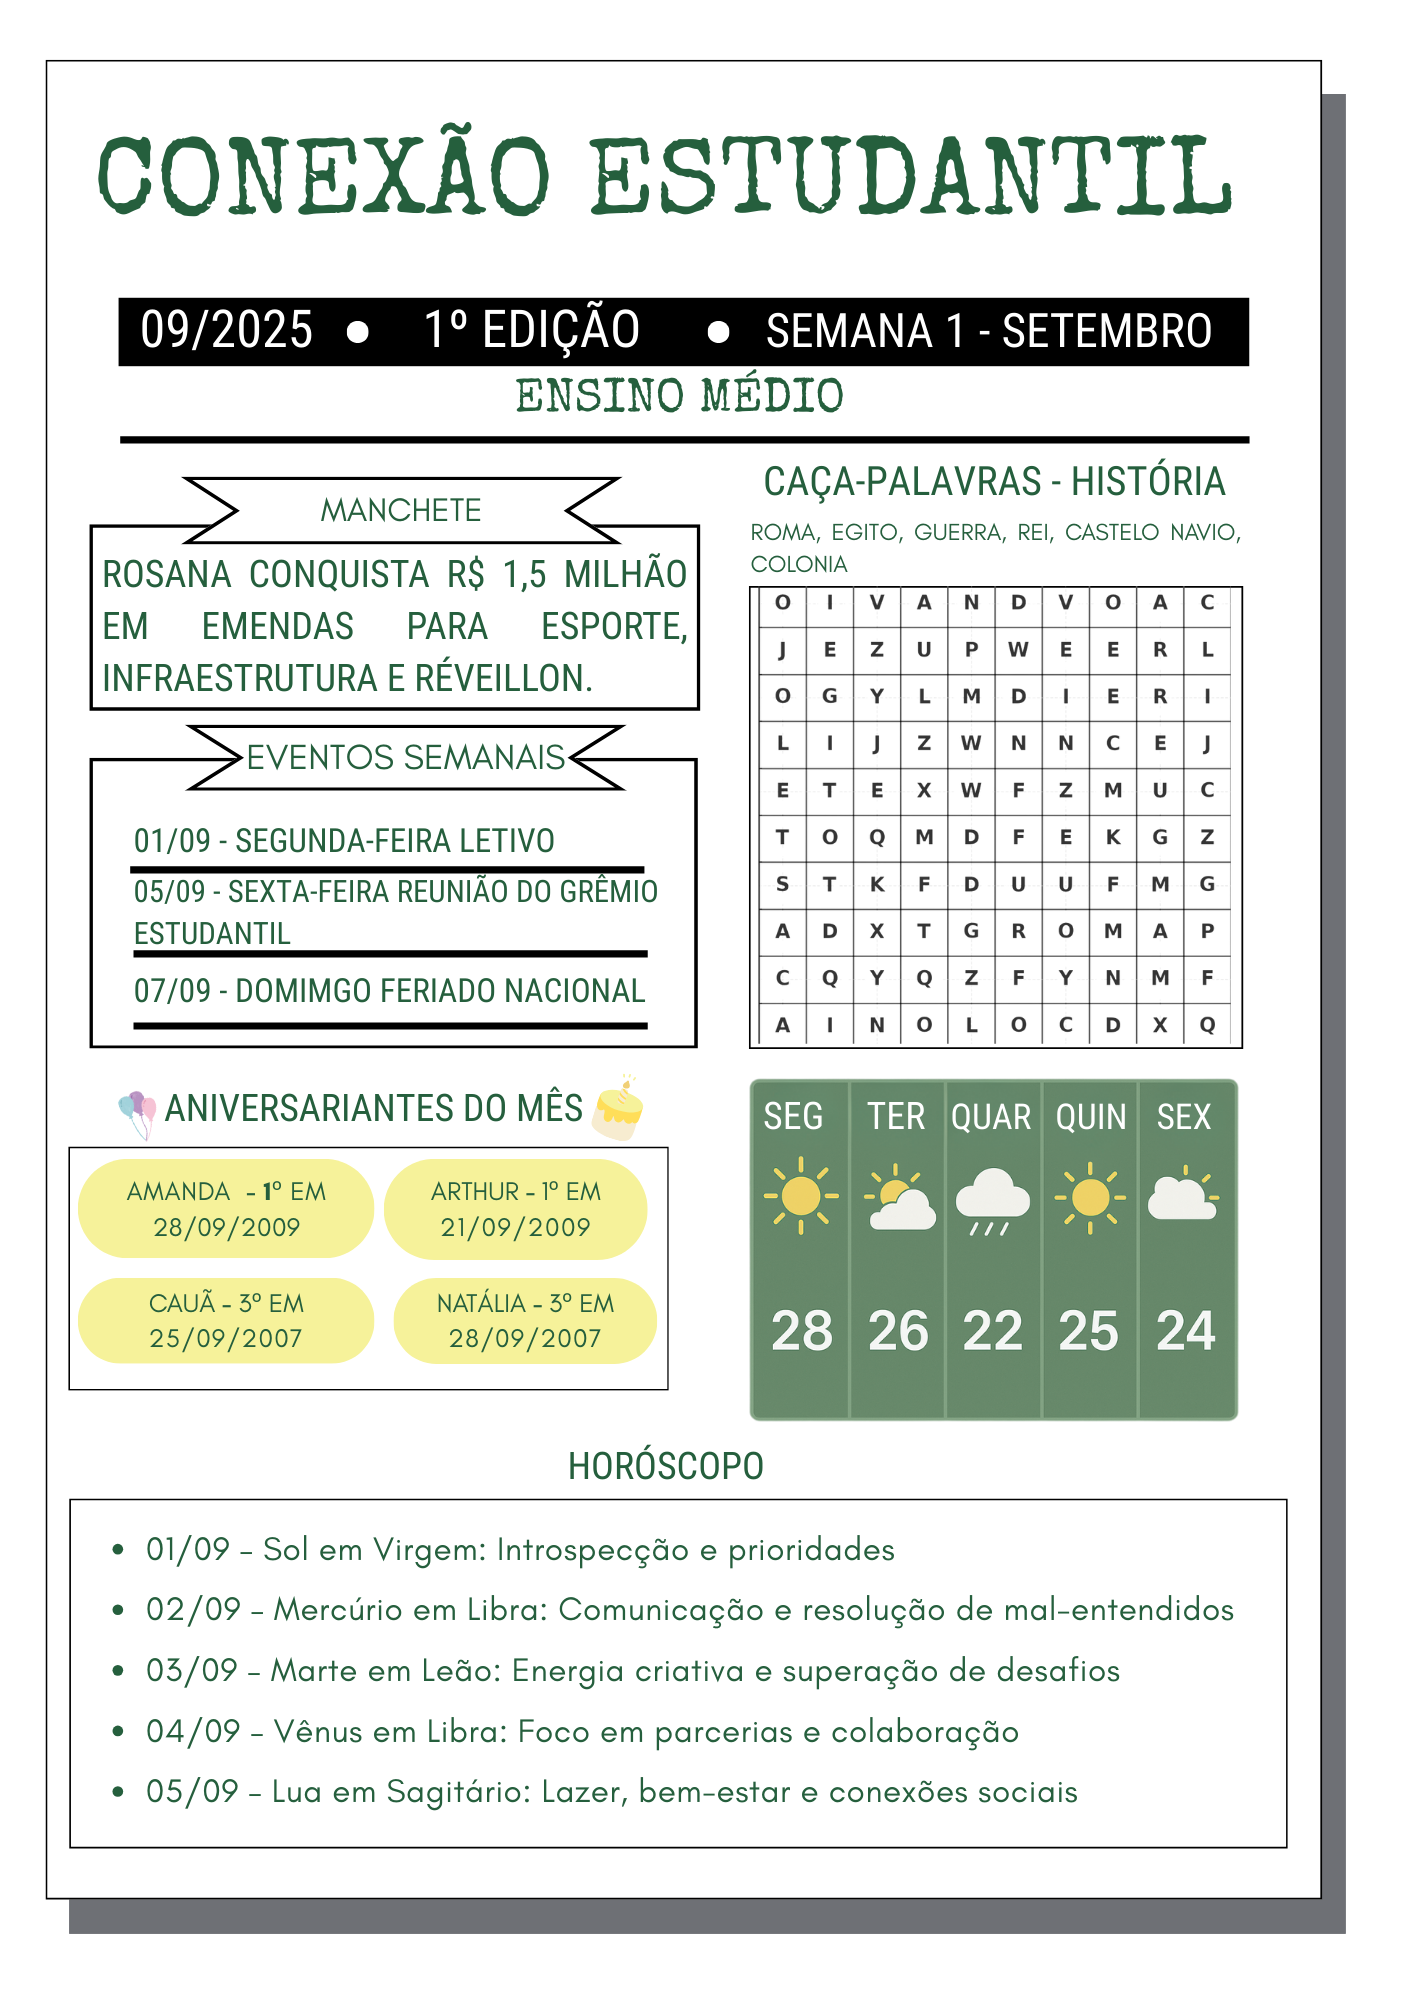 CONEXÃO ESTUDANTIL
09/2025 • 1º EDIÇÃO • SEMANA 1 - SETEMBRO
ENSINO MÉDIO
MANCHETE
ROSANA CONQUISTA R$ 1,5 MILHÃO
EM EMENDAS PARA ESPORTE,
INFRAESTRUTURA E RÉVEILLON.
EVENTOS SEMANAIS
01/09 - SEGUNDA-FEIRA LETIVO
05/09 - SEXTA-FEIRA REUNIÃO DO GRÊMIO
ESTUDANTIL
07/09 - DOMIMGO FERIADO NACIONAL
CAÇA-PALAVRAS - HISTÓRIA
ROMA, EGITO, GUERRA, REI, CASTELO NAVIO,
COLONIA
O I V A N D V O A C
J E Z U P W E E R L
O G Y L M D I E R I
L I J Z W N N C E J
E T E X W F Z M U C
T O Q M D F E K G Z
S T K F D U U F M G
A D X T G R O M A P
C Q Y Q Z F Y N M F
A I N O L O C D X Q
ANIVERSARIANTES DO MÊS
AMANDA - 1º EM
28/09/2009
ARTHUR - 1º EM
21/09/2009
CAUÃ - 3º EM
25/09/2007
NATÁLIA - 3º EM
28/09/2007
SEG TER QUAR QUIN SEX
28 26 22 25 24
HORÓSCOPO
• 01/09 – Sol em Virgem: Introspecção e prioridades
• 02/09 – Mercúrio em Libra: Comunicação e resolução de mal-entendidos
• 03/09 – Marte em Leão: Energia criativa e superação de desafios
• 04/09 – Vênus em Libra: Foco em parcerias e colaboração
• 05/09 – Lua em Sagitário: Lazer, bem-estar e conexões sociais